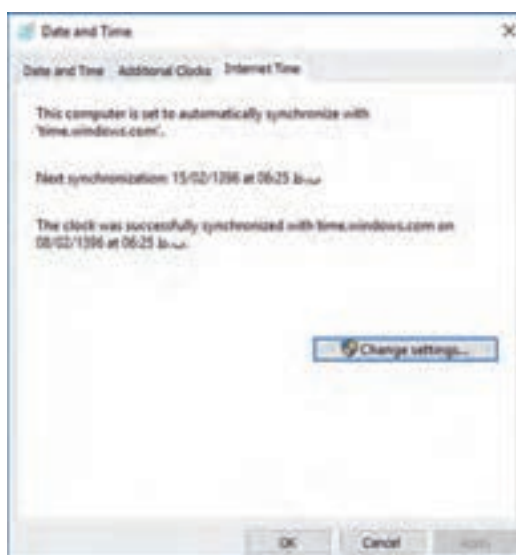 Date and Time
Date and Time Additional Clocks Internet Time
This computer is set to automatically synchronize with
'time.windows.com'.
Next synchronization: 15/02/1396 at 06:25 ب.ظ
The clock was successfully synchronized with time.windows.com on
08/02/1396 at 06:25 ب.ظ.
Change settings...
OK Cancel Apply